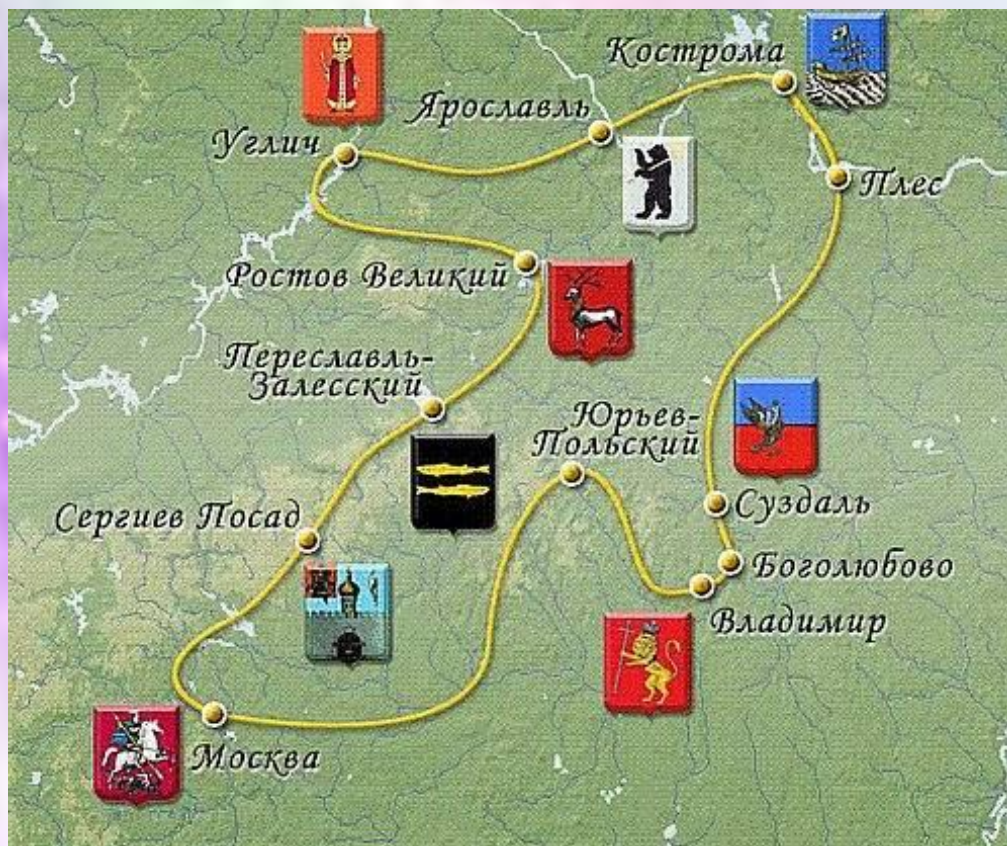 Кострома
Ярославль
Углич
Плес
Ростов Великий
Переславль-
Залесский
Юрьев-
Польский
Сергиев Посад
Суздаль
Боголюбово
Владимир
Москва